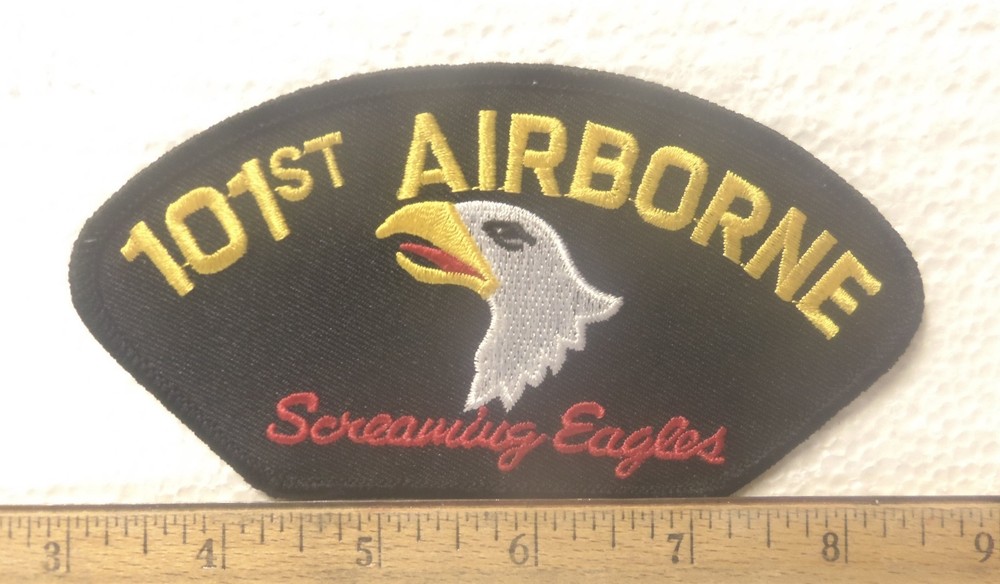 101ST AIRBORNE
Screaming Eagles
3 4 5 6 7 8 9